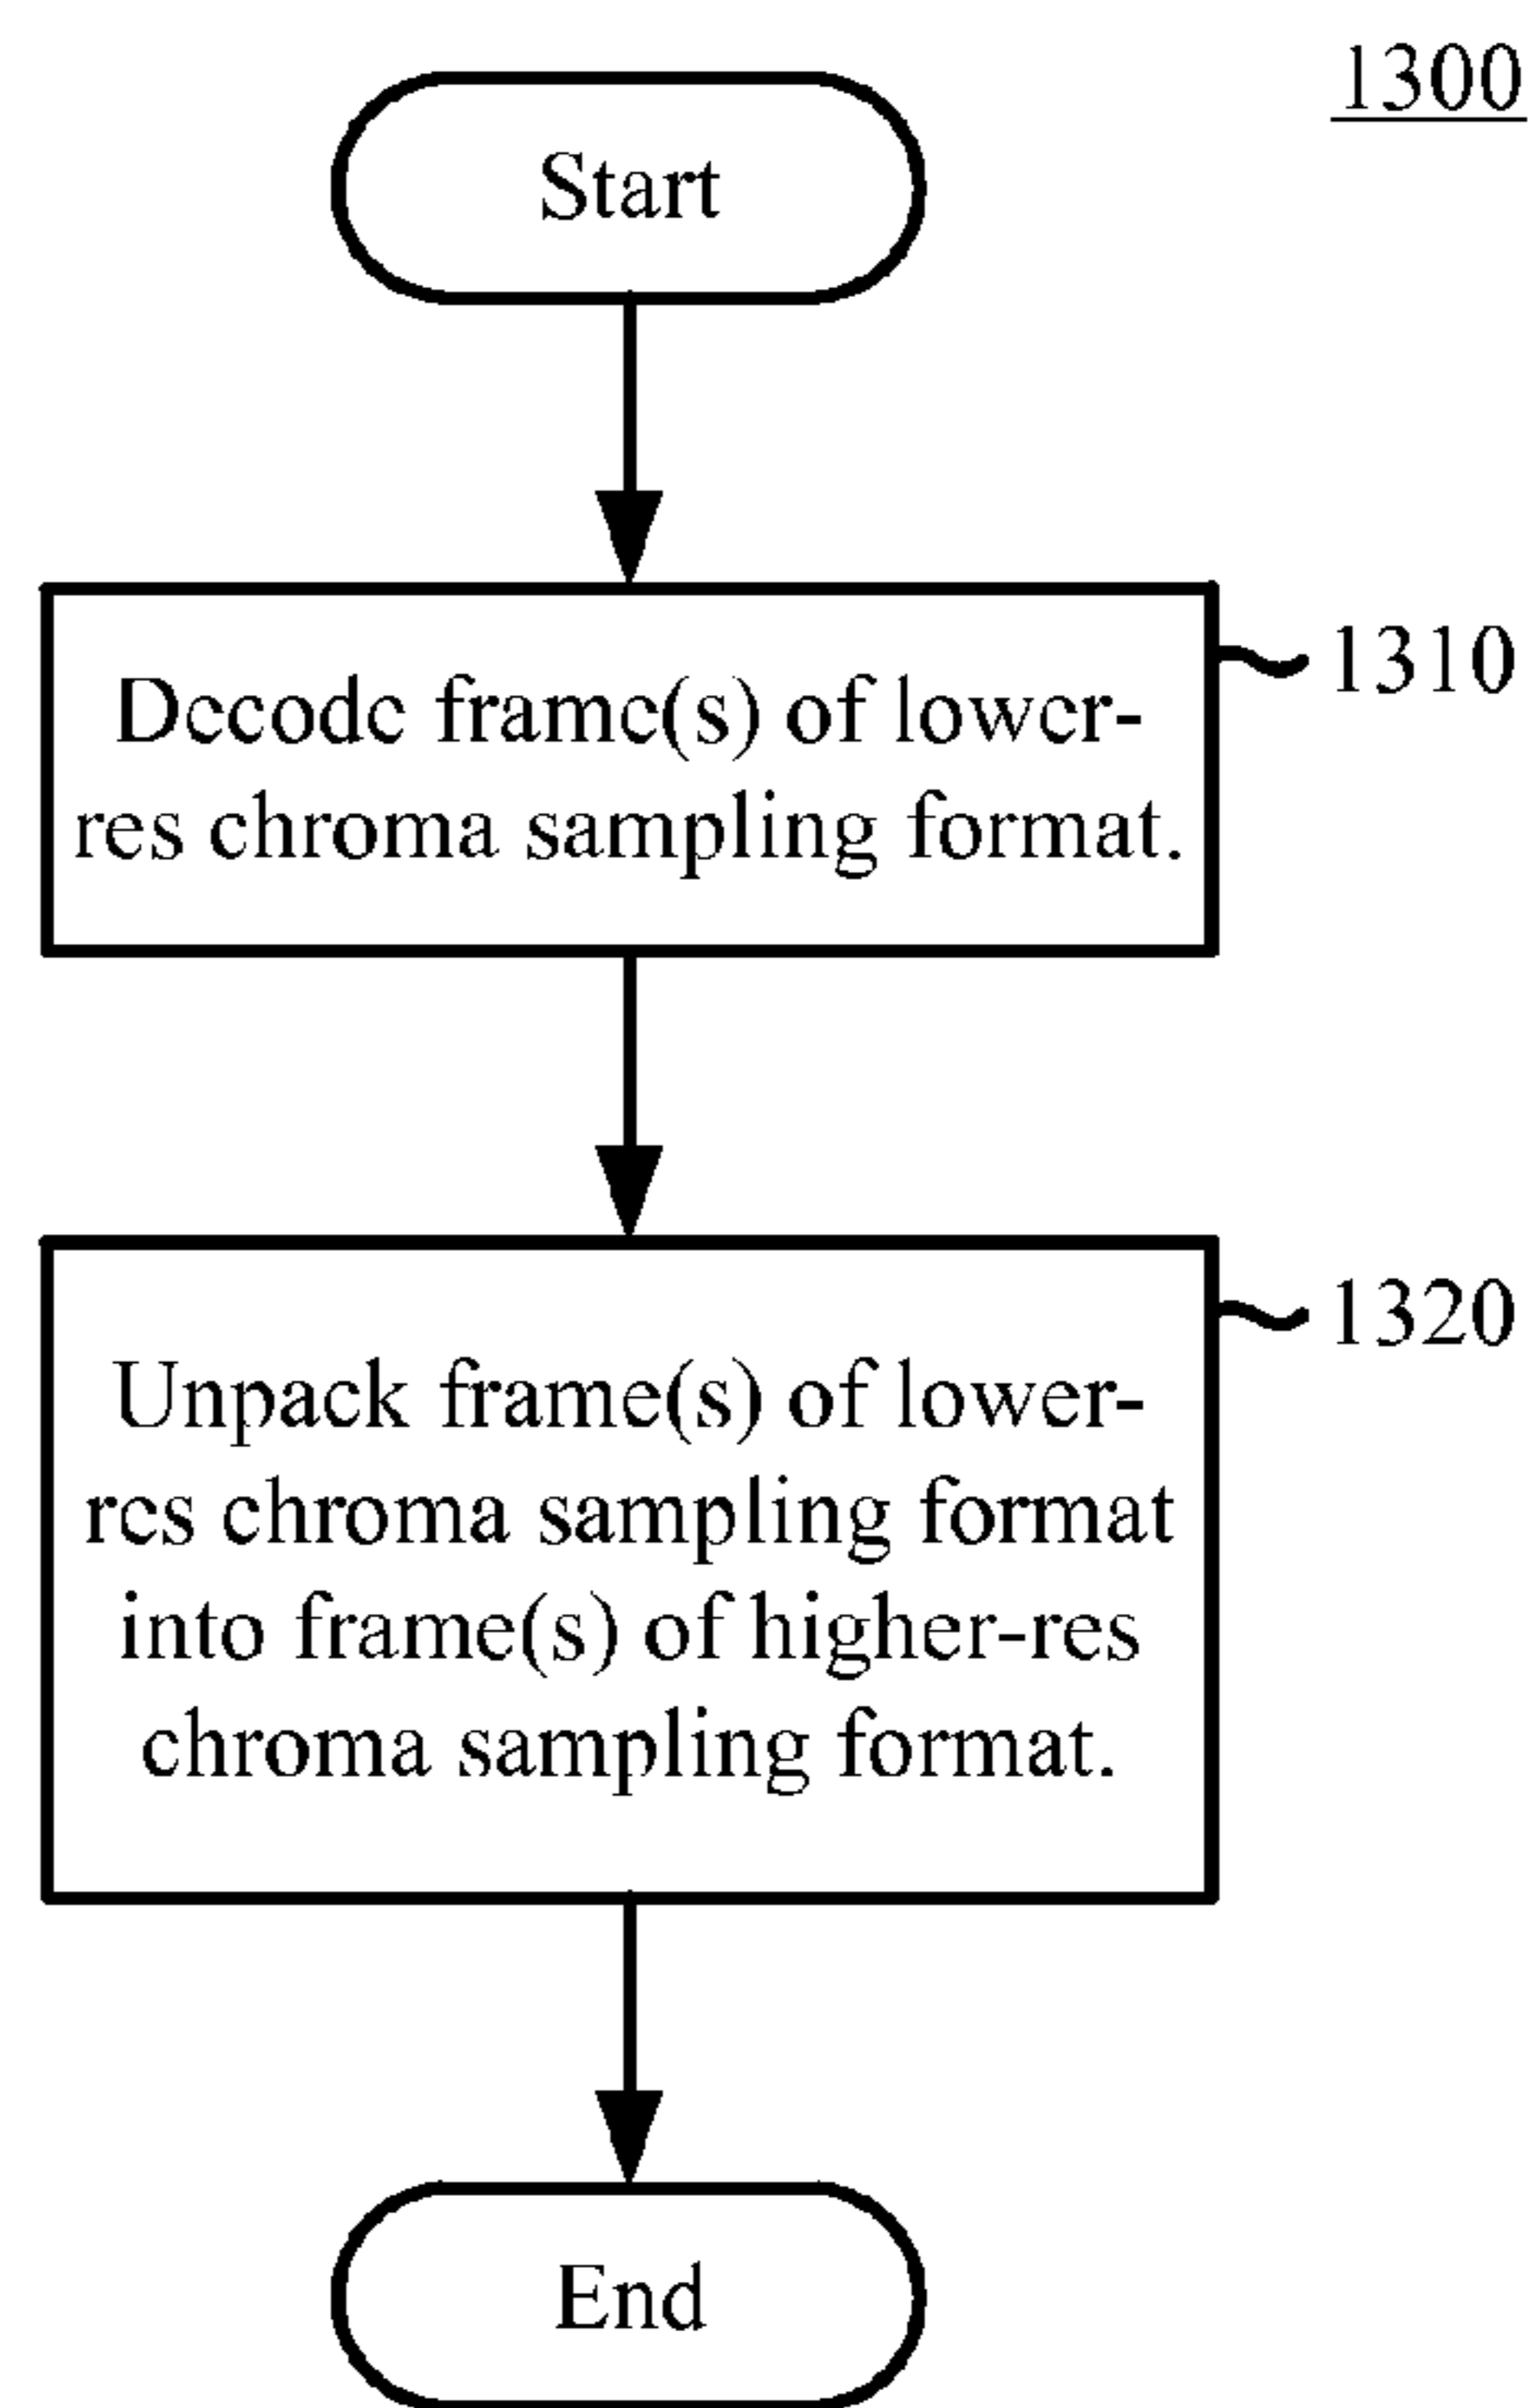 1300
Start
Decode frame(s) of lower-
res chroma sampling format.
1310
Unpack frame(s) of lower-
res chroma sampling format
into frame(s) of higher-res
chroma sampling format.
1320
End